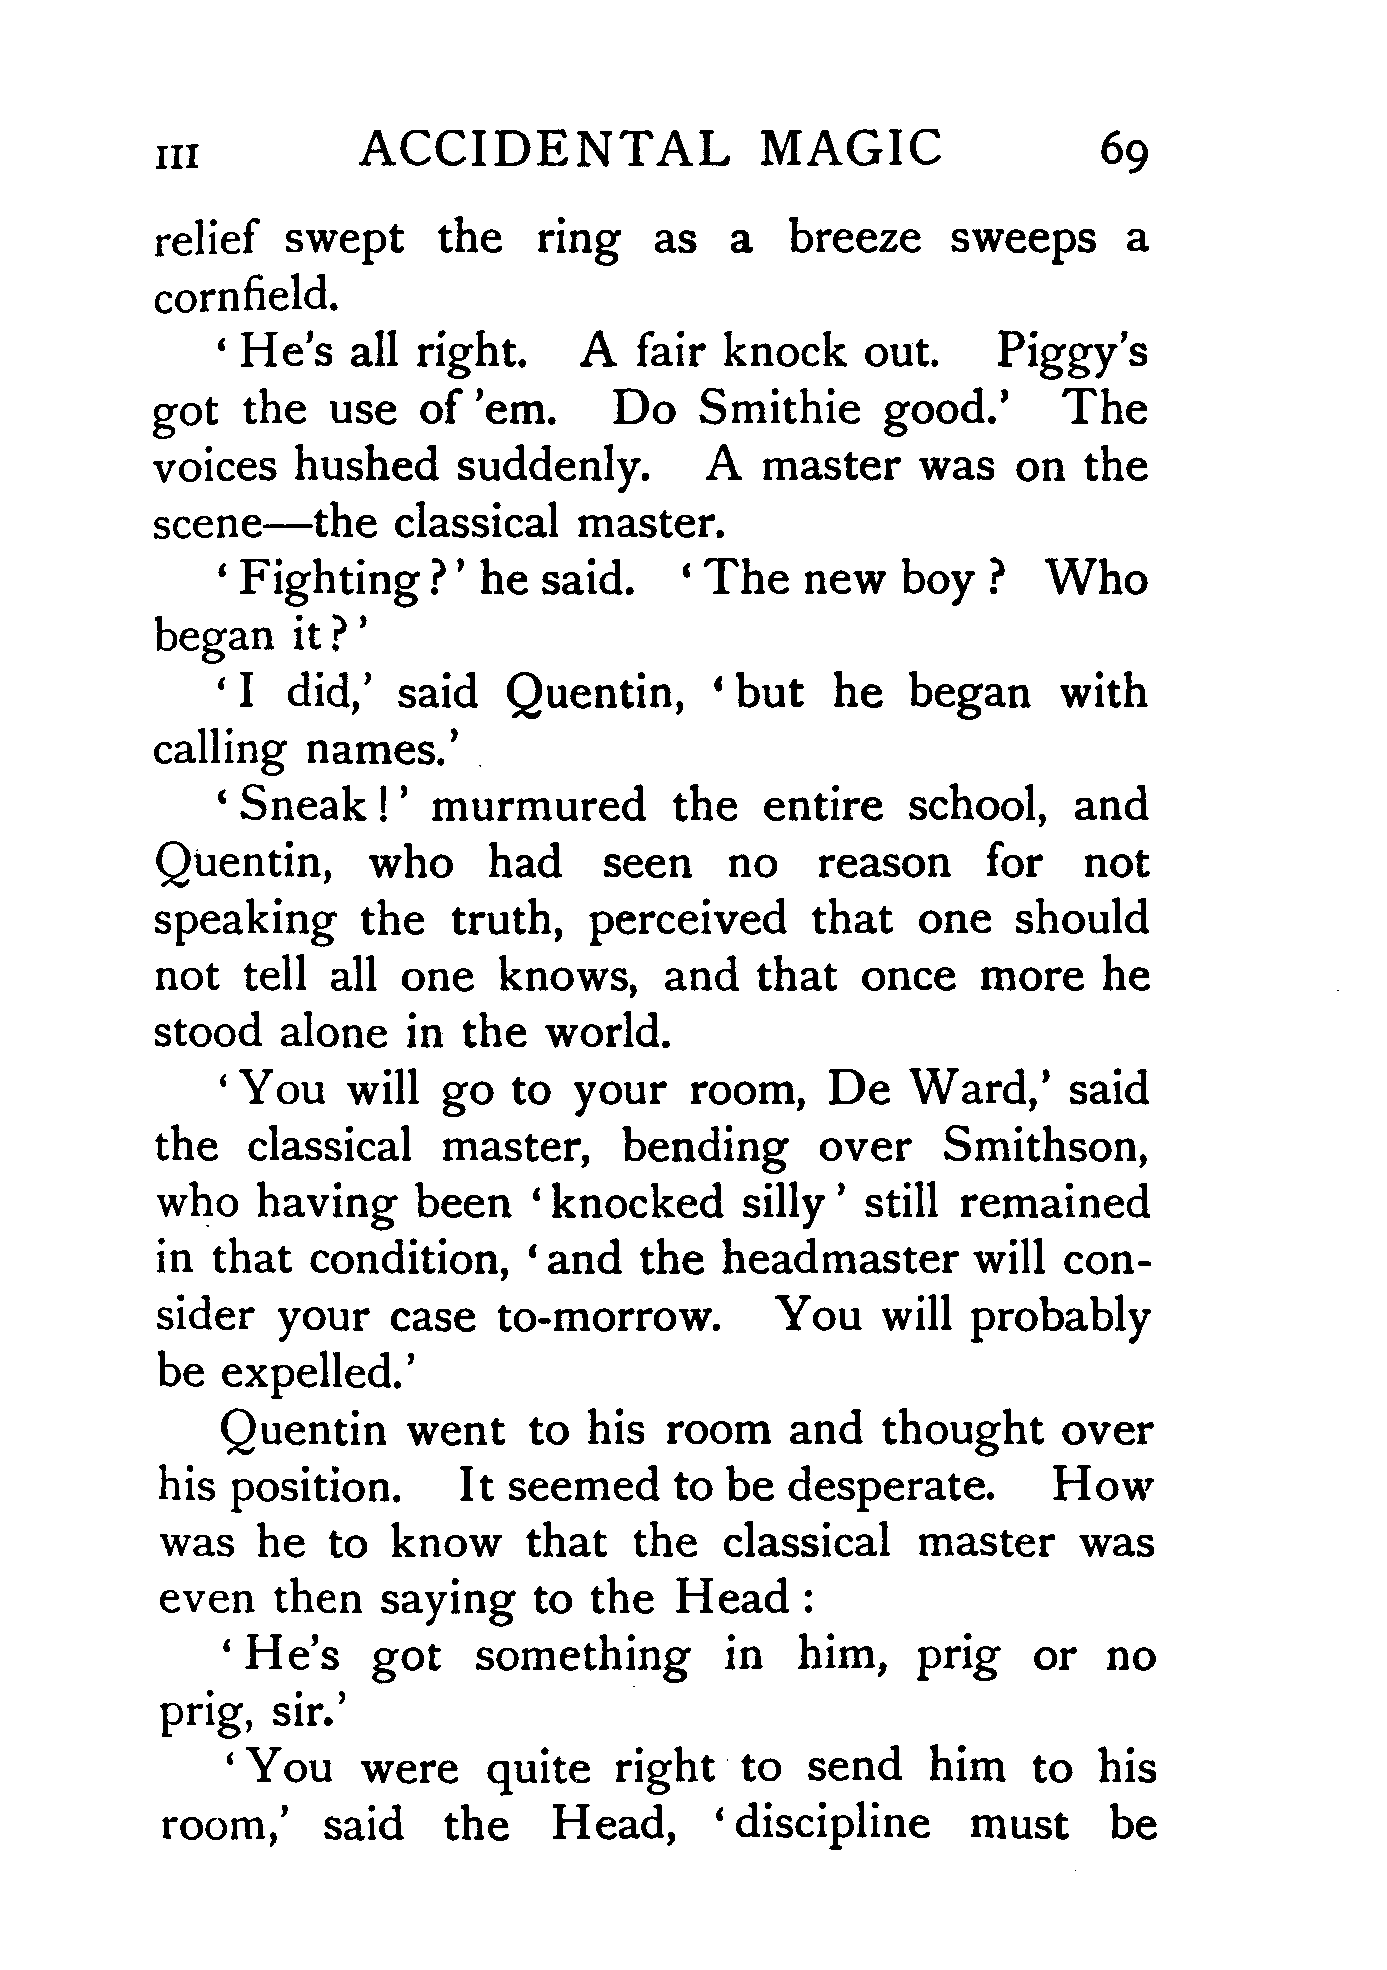 III ACCIDENTAL MAGIC 69
relief swept the ring as a breeze sweeps a
cornfield.
‘ He’s all right. A fair knock out. Piggy’s
got the use of ’em. Do Smithie good.’ The
voices hushed suddenly. A master was on the
scene—the classical master.
‘ Fighting ? ’ he said. ‘ The new boy ? Who
began it ? ’
‘ I did,’ said Quentin, ‘ but he began with
calling names.’
‘ Sneak ! ’ murmured the entire school, and
Quentin, who had seen no reason for not
speaking the truth, perceived that one should
not tell all one knows, and that once more he
stood alone in the world.
‘ You will go to your room, De Ward,’ said
the classical master, bending over Smithson,
who having been ‘ knocked silly ’ still remained
in that condition, ‘ and the headmaster will con-
sider your case to-morrow. You will probably
be expelled.’
Quentin went to his room and thought over
his position. It seemed to be desperate. How
was he to know that the classical master was
even then saying to the Head :
‘ He’s got something in him, prig or no
prig, sir.’
‘ You were quite right to send him to his
room,’ said the Head, ‘ discipline must be